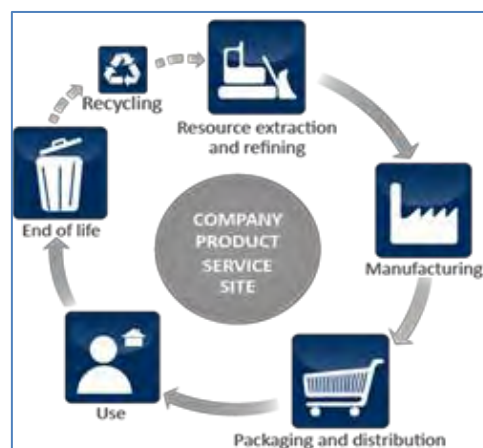 Recycling
Resource extraction
and refining
Manufacturing
Packaging and distribution
Use
End of life
COMPANY
PRODUCT
SERVICE
SITE